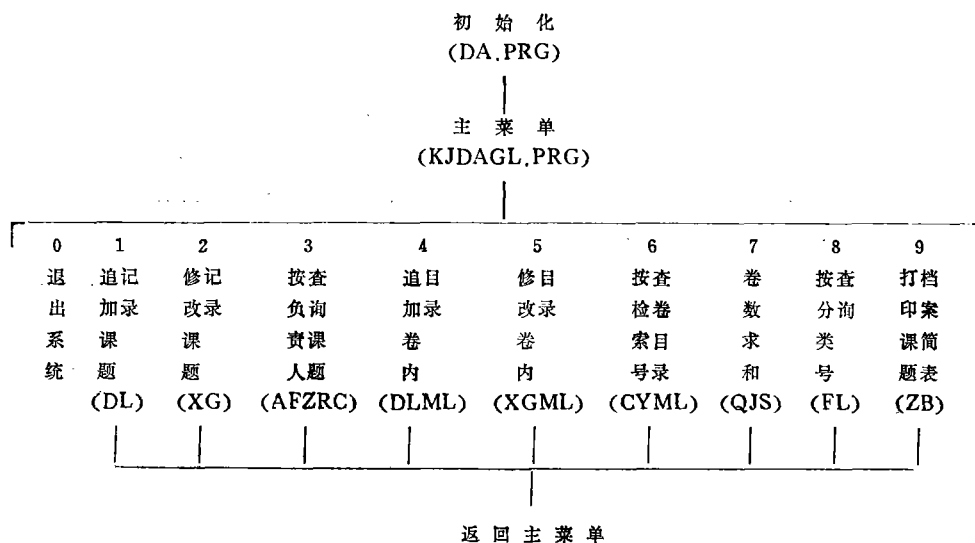 初始化
(DA.PRG)
主菜单
(KJDAGL.PRG)
0
退出系统
1
追加课题
记录
(DL)
2
修改课题
记录
(XG)
3
按负责人
查询课题
(AFZRC)
4
追加卷内
目录
(DLML)
5
修改卷内
目录
(XGML)
6
按检索号
查卷目录
(CYML)
7
卷数求和
(QJS)
8
按分类号
查询
(FL)
9
打印课题
档案简表
(ZB)
返回主菜单